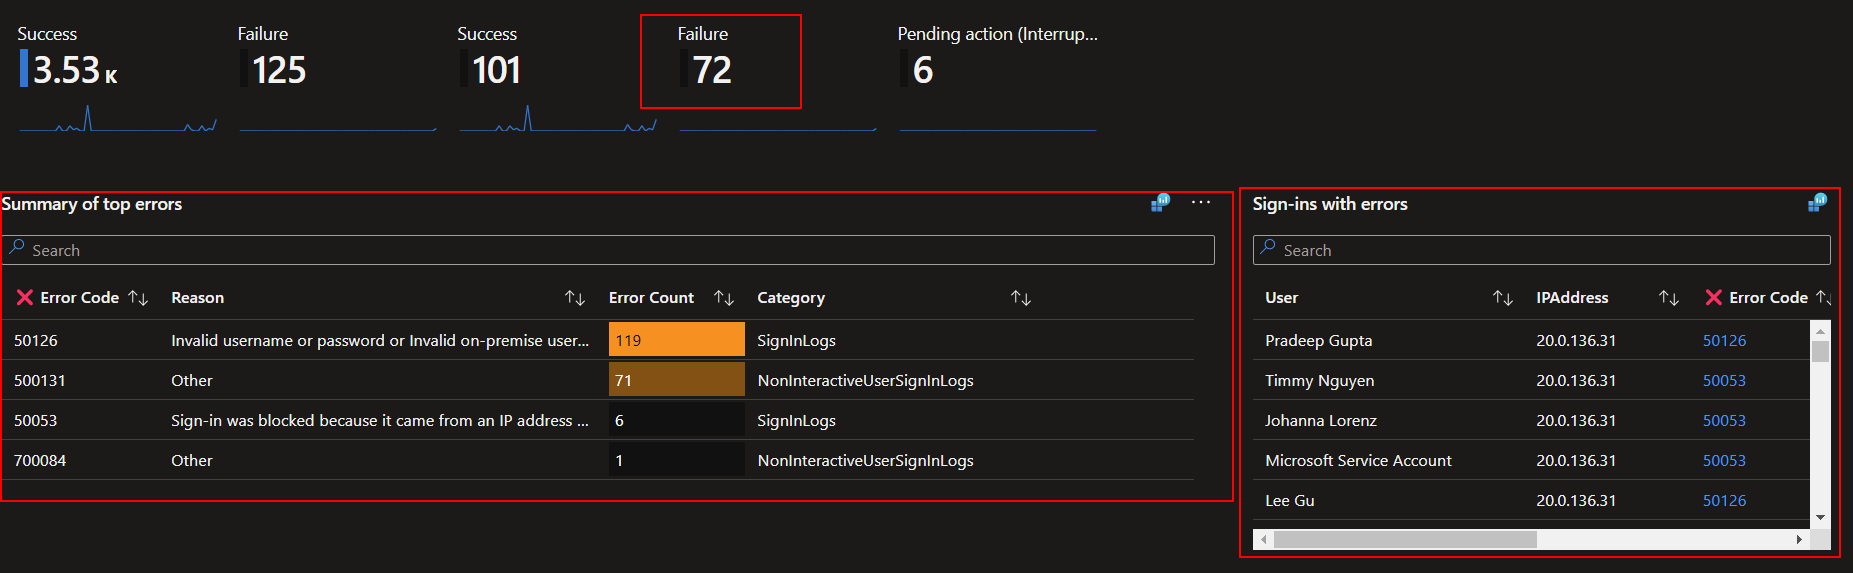 Success Failure Success Failure Pending action (Interrup...
3.53 K 125 101 72 6
Summary of top errors
Search
Error Code Reason Error Count Category
50126 Invalid username or password or Invalid on-premise user... 119 SignInLogs
500131 Other 71 NonInteractiveUserSignInLogs
50053 Sign-in was blocked because it came from an IP address ... 6 SignInLogs
700084 Other 1 NonInteractiveUserSignInLogs
Sign-ins with errors
Search
User IPAddress Error Code
Pradeep Gupta 20.0.136.31 50126
Timmy Nguyen 20.0.136.31 50053
Johanna Lorenz 20.0.136.31 50053
Microsoft Service Account 20.0.136.31 50053
Lee Gu 20.0.136.31 50126